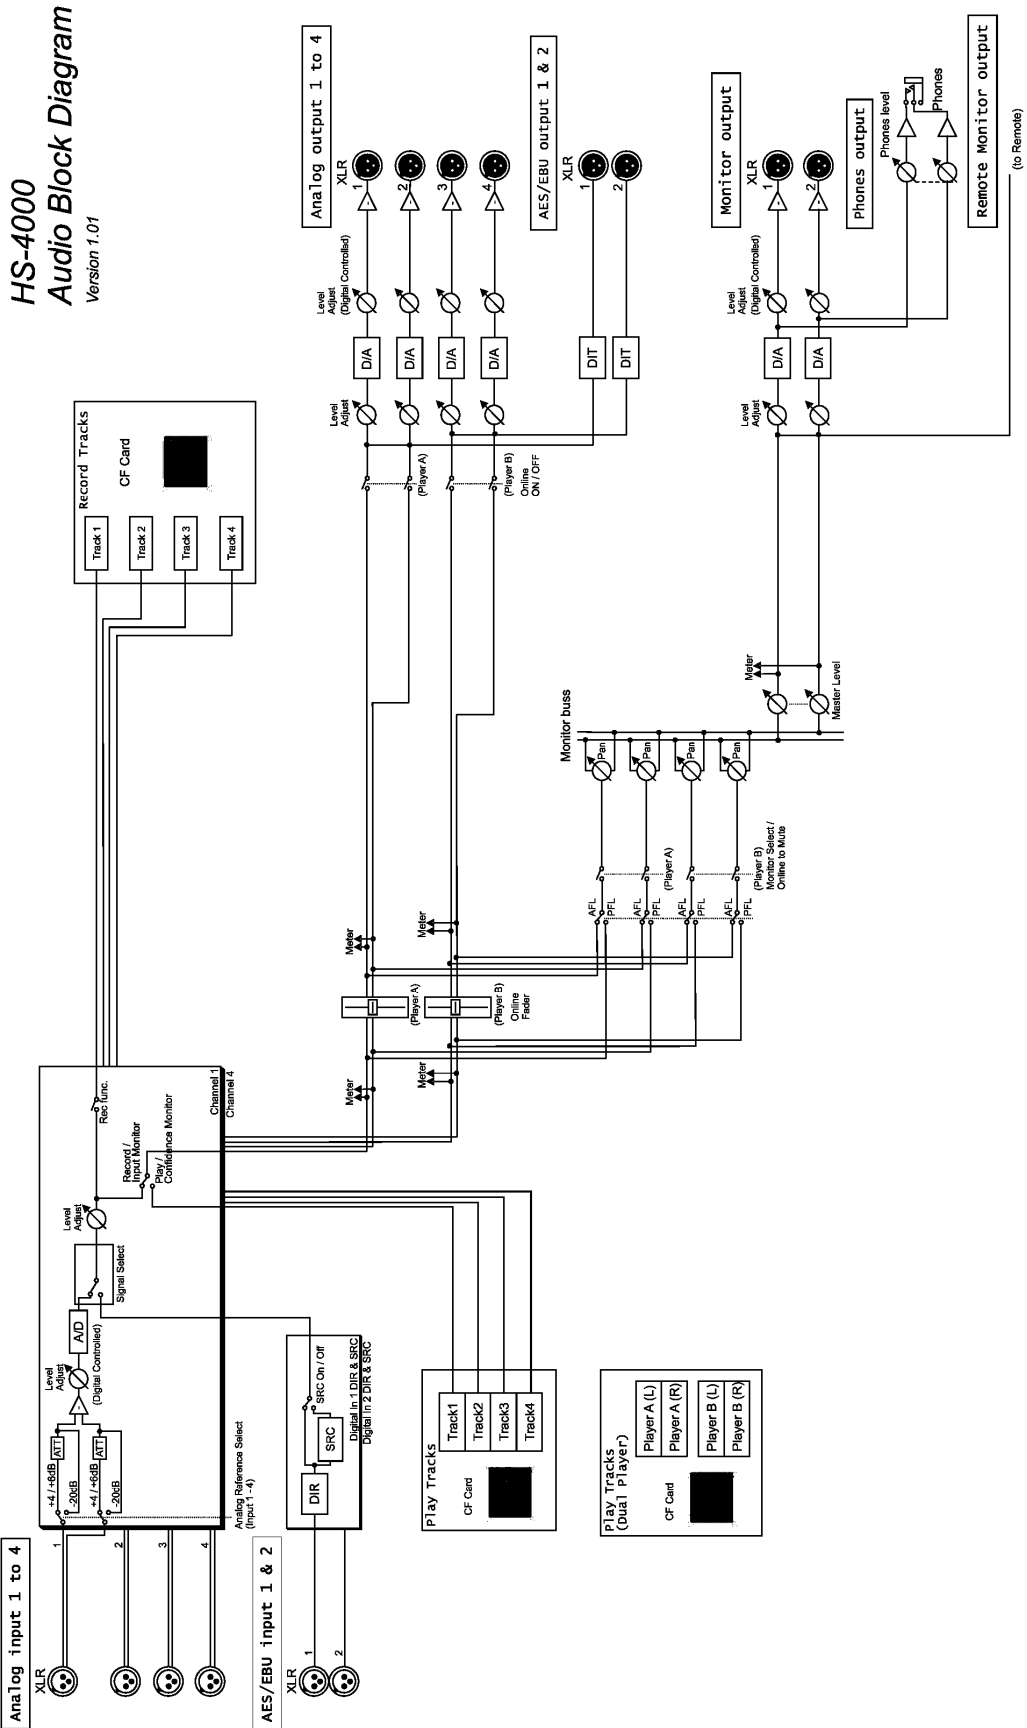 HS-4000
Audio Block Diagram
Version 1.01
Analog input 1 to 4
XLR
1
2
3
4
+4 / +6dB
ATT
-20dB
+4 / +6dB
ATT
-20dB
Analog Reference Select
(Input 1 - 4)
Level
Adjust
(Digital Controlled)
A/D
Signal Select
Level
Adjust
Rec func.
Record /
Input Monitor
Play /
Confidence Monitor
Channel 1
Channel 4
AES/EBU input 1 & 2
XLR
1
2
DIR
SRC
SRC On / Off
Digital In 1 DIR & SRC
Digital In 2 DIR & SRC
Play Tracks
CF Card
Track1
Track2
Track3
Track4
Play Tracks
(Dual Player)
CF Card
Player A (L)
Player A (R)
Player B (L)
Player B (R)
Record Tracks
CF Card
Track 1
Track 2
Track 3
Track 4
Meter
Meter
(Player A)
(Player B)
Online
Fader
Meter
Meter
AFL
PFL
AFL
PFL
AFL
PFL
AFL
PFL
(Player A)
(Player B)
Monitor Select /
Online to Mute
Monitor buss
Pan
Pan
Pan
Pan
Meter
Master Level
(Player A)
(Player B)
Online
ON / OFF
Level
Adjust
D/A
D/A
D/A
D/A
Level
Adjust
(Digital Controlled)
Analog output 1 to 4
XLR
1
2
3
4
DIT
DIT
AES/EBU output 1 & 2
XLR
1
2
Level
Adjust
D/A
D/A
Level
Adjust
(Digital Controlled)
Monitor output
XLR
1
2
Phones output
Phones level
Phones
Remote Monitor output
(to Remote)